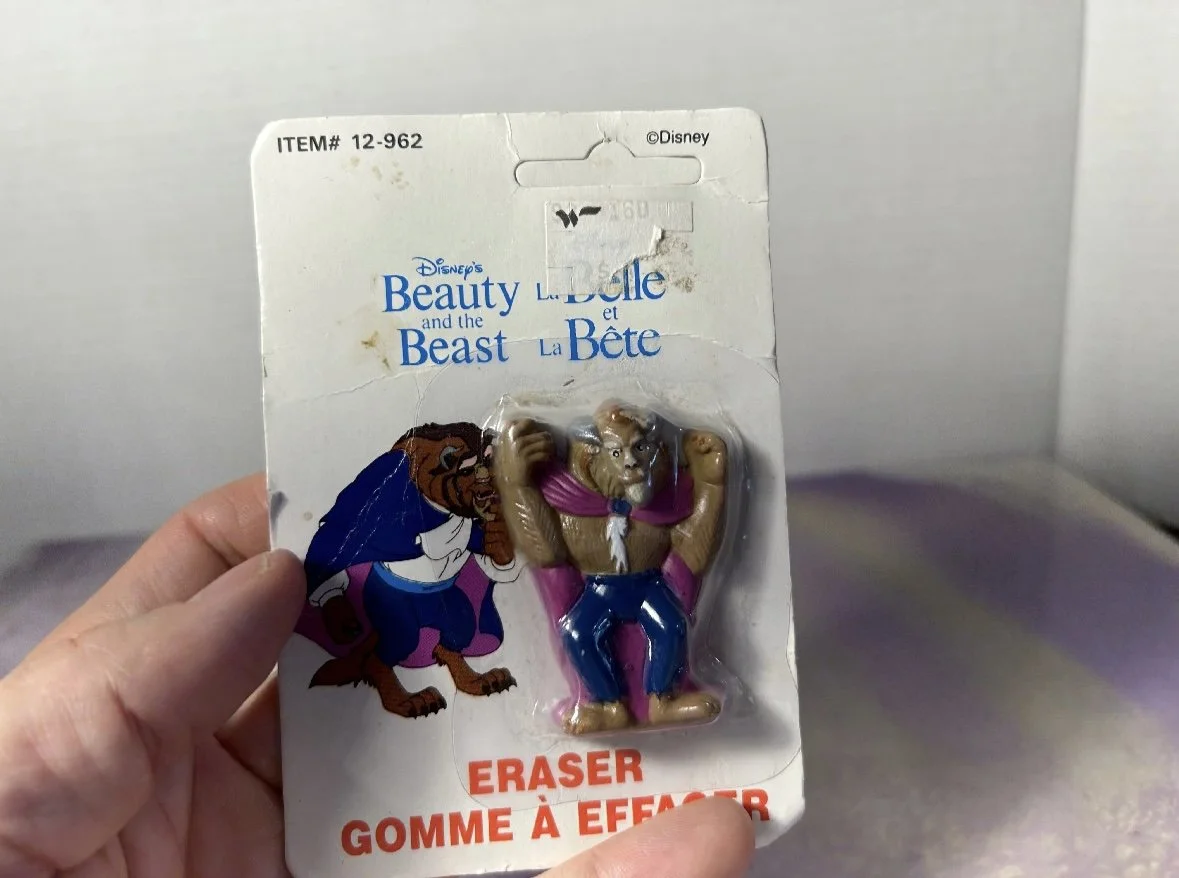 ITEM# 12-962
©Disney
DISNEY'S
Beauty
and the
Beast
La Belle
et
La Bête
ERASER
GOMME À EFFACER